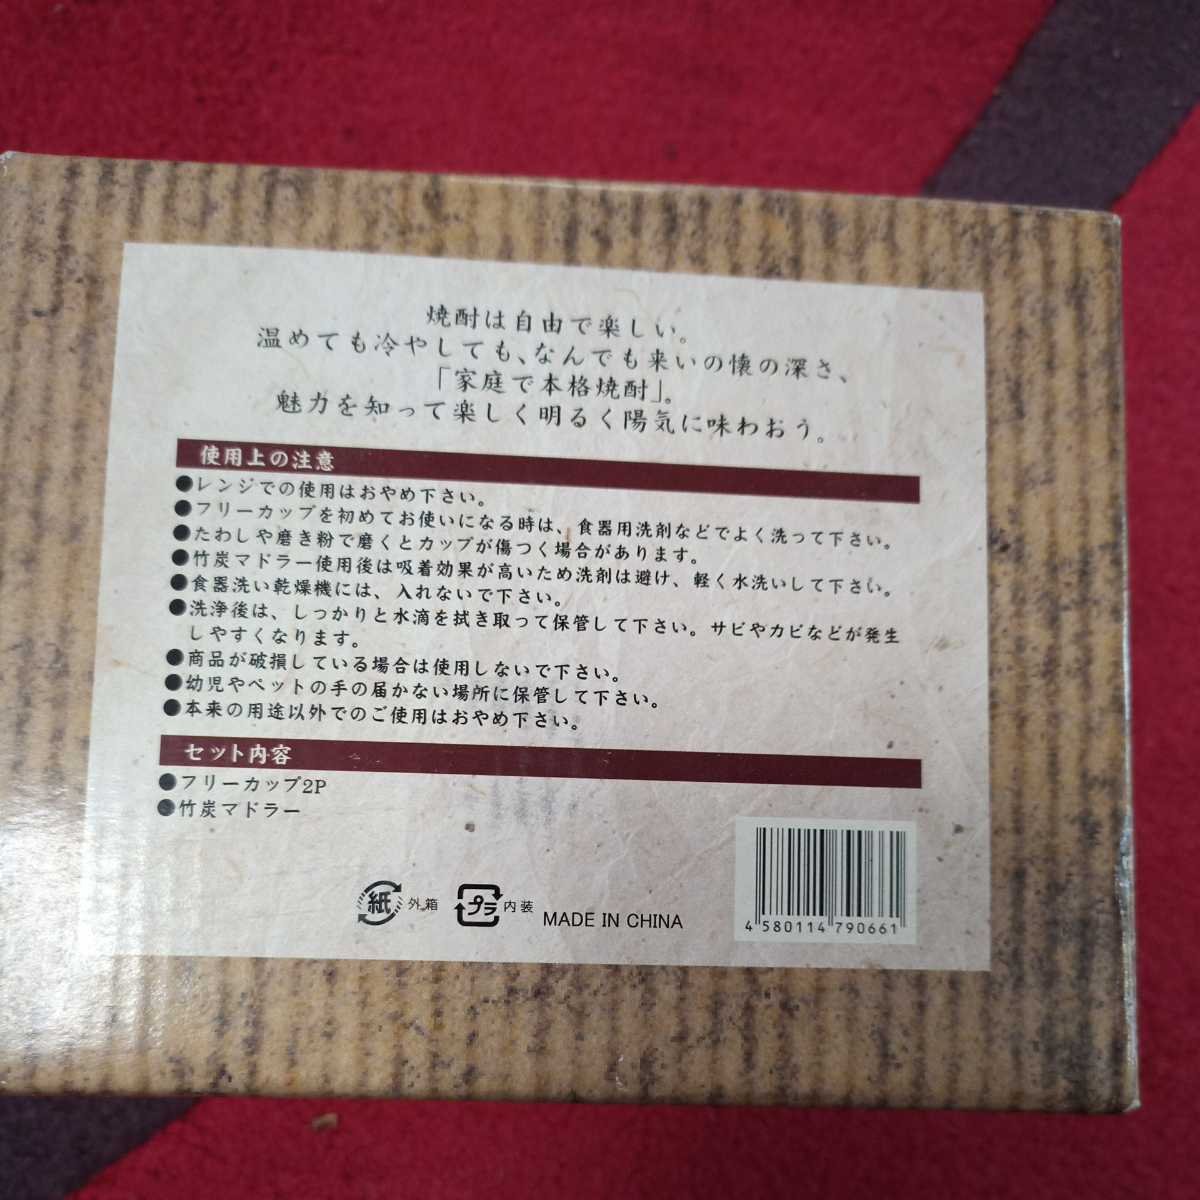 焼酎は自由で楽しい。
温めても冷やしても、なんでも来いの懐の深さ、
「家庭で本格焼酎」。
魅力を知って楽しく明るく陽気に味わおう。
使用上の注意
●レンジでの使用はおやめ下さい。
●フリーカップを初めてお使いになる時は、食器用洗剤などでよく洗って下さい。
●たわしや磨き粉で磨くとカップが傷つく場合があります。
●竹炭マドラー使用後は吸着効果が高いため洗剤は避け、軽く水洗いして下さい。
●食器洗い乾燥機には、入れないで下さい。
●洗浄後は、しっかりと水滴を拭き取って保管して下さい。サビやカビなどが発生
しやすくなります。
●商品が破損している場合は使用しないで下さい。
●幼児やペットの手の届かない場所に保管して下さい。
●本来の用途以外でのご使用はおやめ下さい。
セット内容
●フリーカップ2P
●竹炭マドラー
紙 外箱 プラ 内装 MADE IN CHINA
4 580114 790661